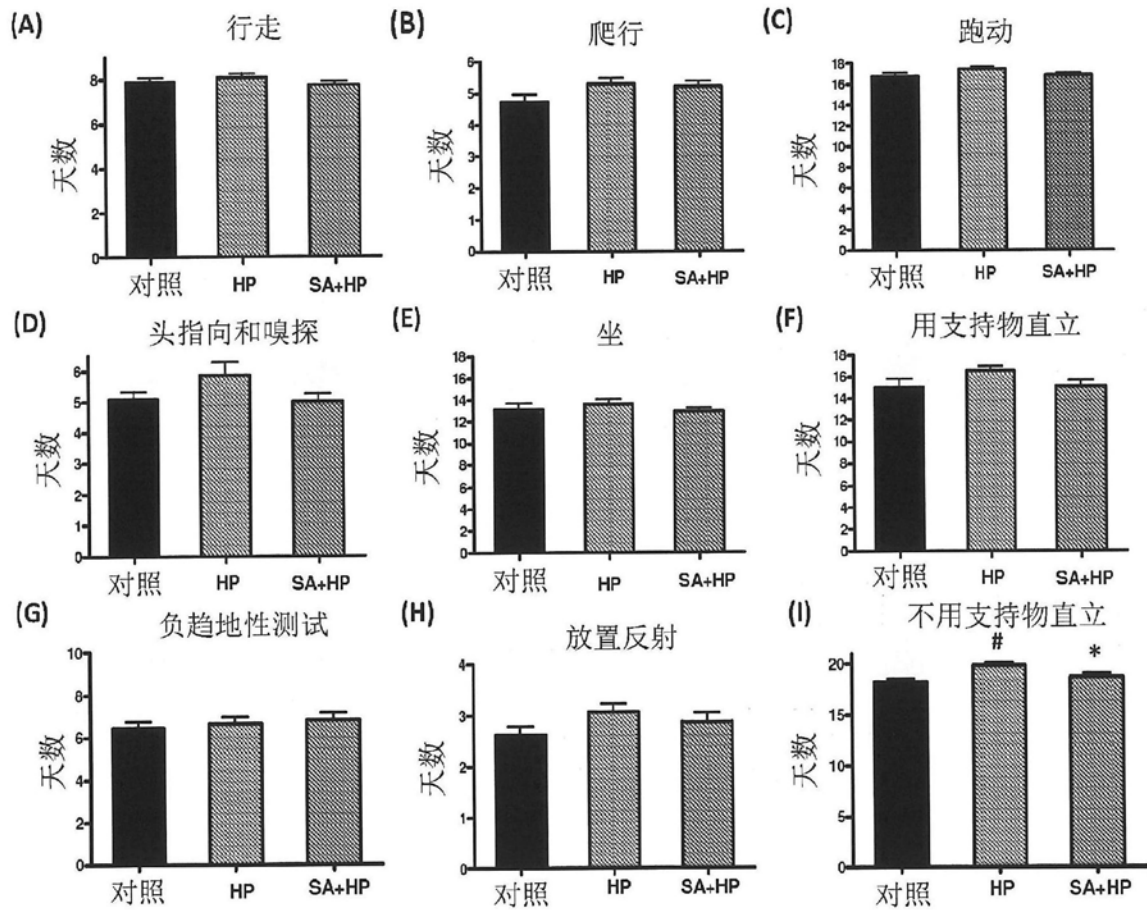 (A) 行走
天数
8
6
4
2
0
对照 HP SA+HP
(B) 爬行
天数
6
5
4
3
2
1
0
对照 HP SA+HP
(C) 跑动
天数
18
16
14
12
10
8
6
4
2
0
对照 HP SA+HP
(D) 头指向和嗅探
天数
6
5
4
3
2
1
0
对照 HP SA+HP
(E) 坐
天数
18
16
14
12
10
8
6
4
2
0
对照 HP SA+HP
(F) 用支持物直立
天数
18
16
14
12
10
8
6
4
2
0
对照 HP SA+HP
(G) 负趋地性测试
天数
10
8
6
4
2
0
对照 HP SA+HP
(H) 放置反射
天数
4
3
2
1
0
对照 HP SA+HP
(I) 不用支持物直立
# *
天数
20
15
10
5
0
对照 HP SA+HP